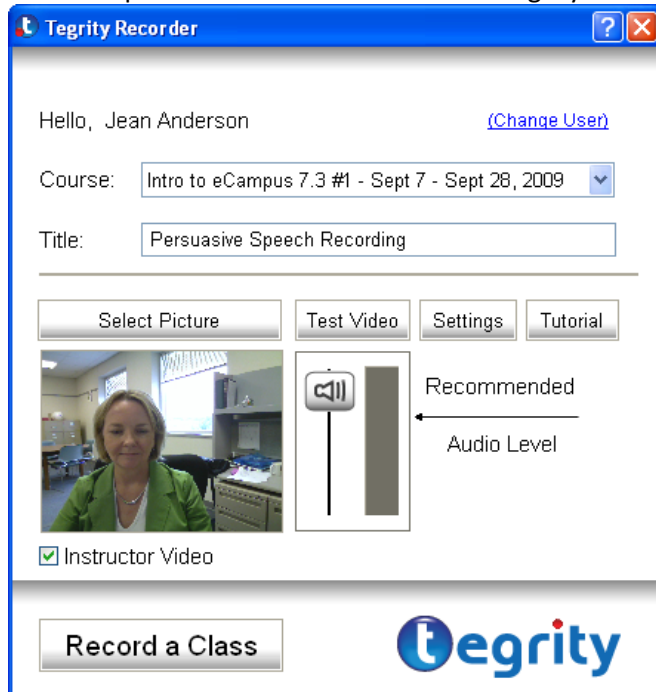 Tegrity Recorder
Hello, Jean Anderson (Change User)
Course: Intro to eCampus 7.3 #1 - Sept 7 - Sept 28, 2009
Title: Persuasive Speech Recording
Select Picture Test Video Settings Tutorial
Recommended
Audio Level
Instructor Video
Record a Class tegrity